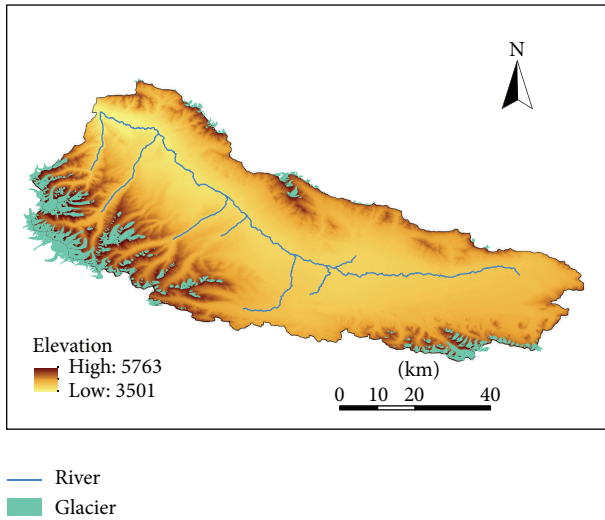 N
Elevation
High: 5763
Low: 3501
(km)
0 10 20 40
River
Glacier